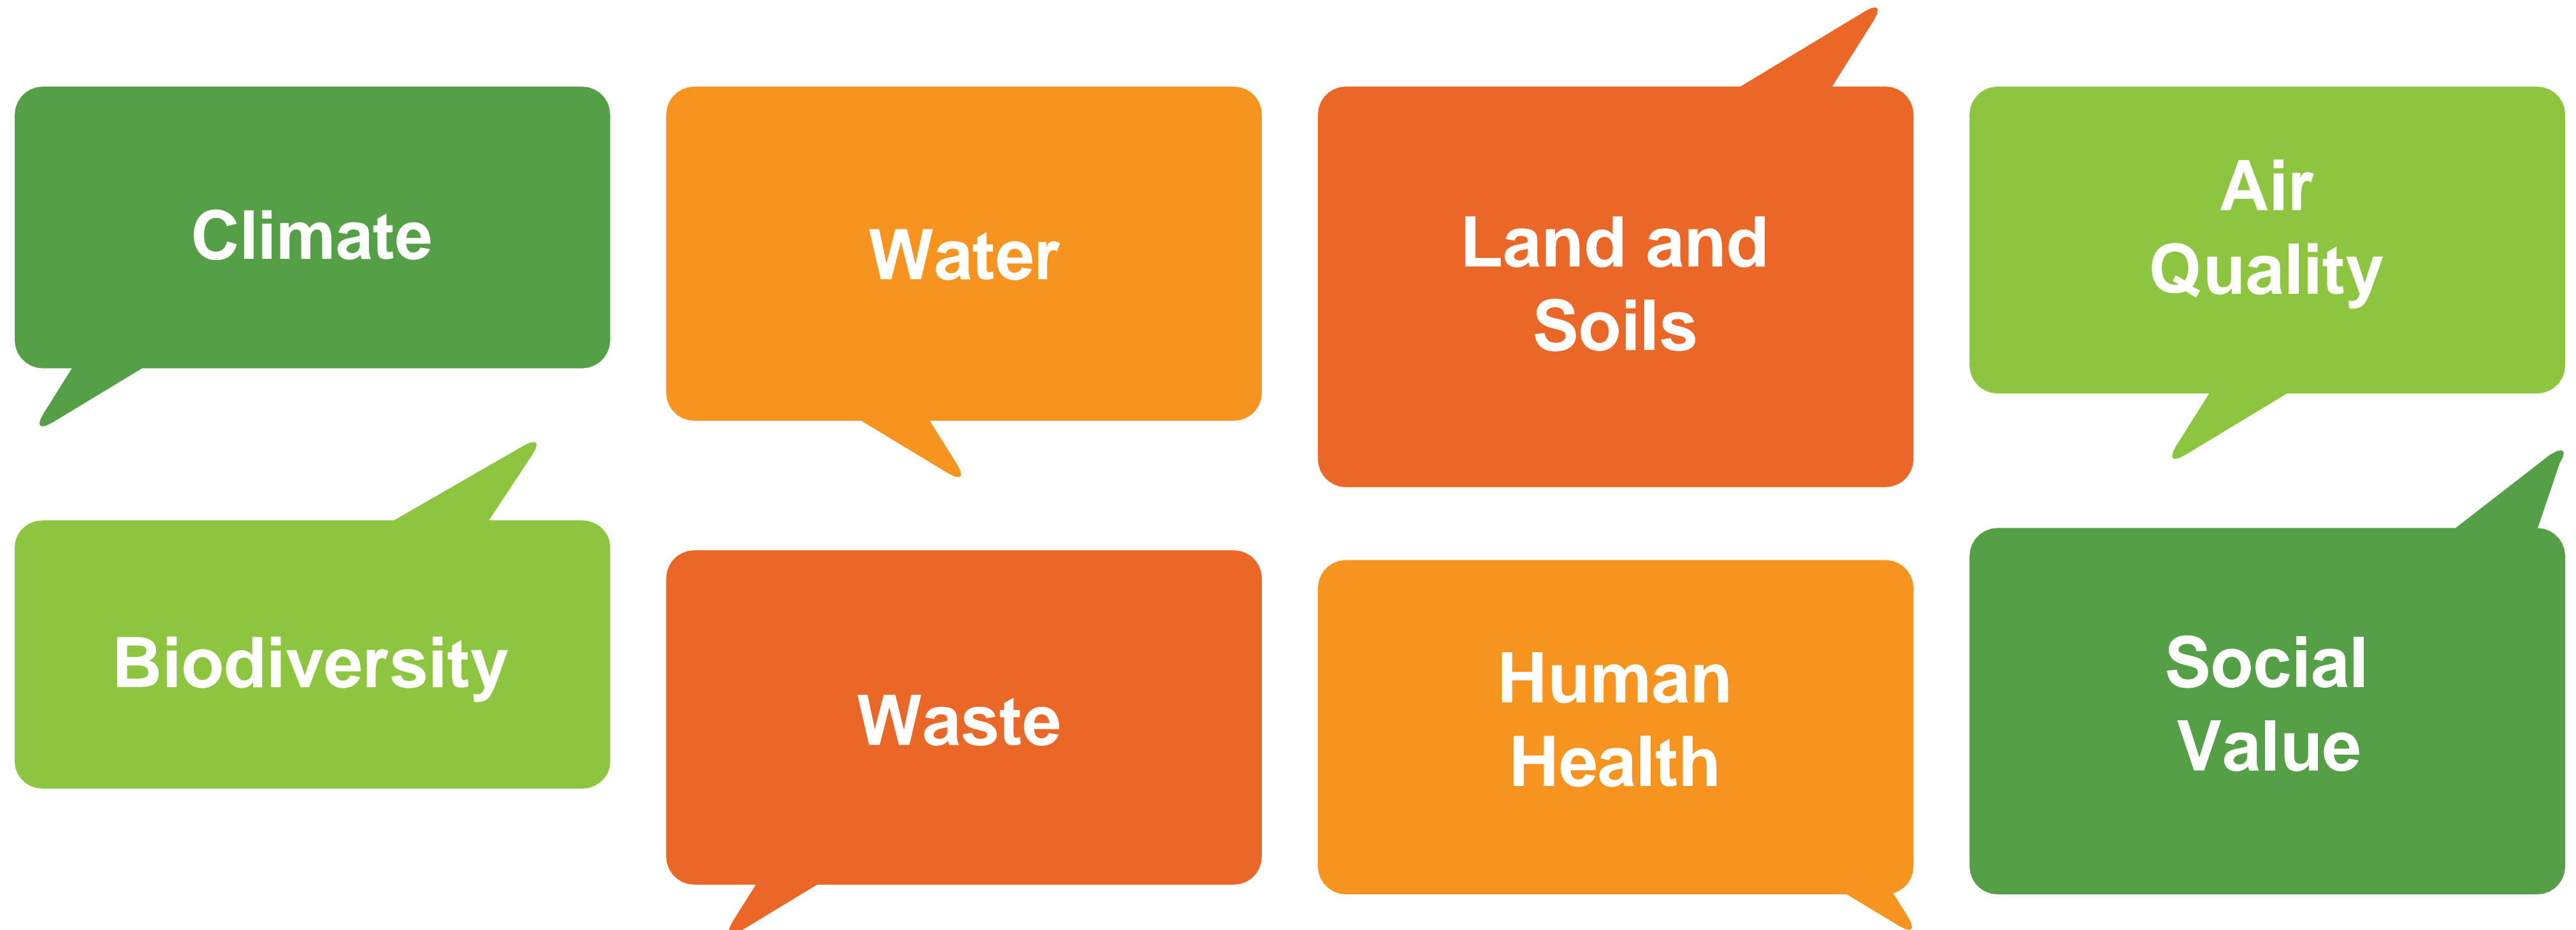 Climate
Water
Land and
Soils
Air
Quality
Biodiversity
Waste
Human
Health
Social
Value